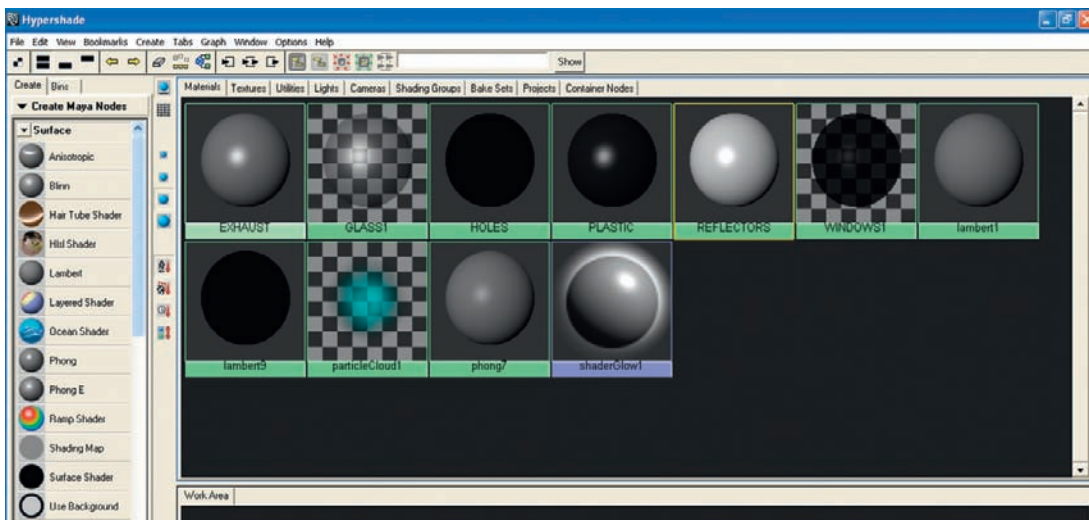 Hypershade
File Edit View Bookmarks Create Tabs Graph Window Options Help
Show
Create Bins
Materials Textures Utilities Lights Cameras Shading Groups Bake Sets Projects Container Nodes
Create Maya Nodes
Surface
Anisotropic
Blinn
Hair Tube Shader
Hlsl Shader
Lambert
Layered Shader
Ocean Shader
Phong
Phong E
Ramp Shader
Shading Map
Surface Shader
Use Background
EXHAUST GLASS1 HOLES PLASTIC REFLECTORS WINDOWS1 lambert1
lambert9 particleCloud1 phong7 shaderGlow1
Work Area